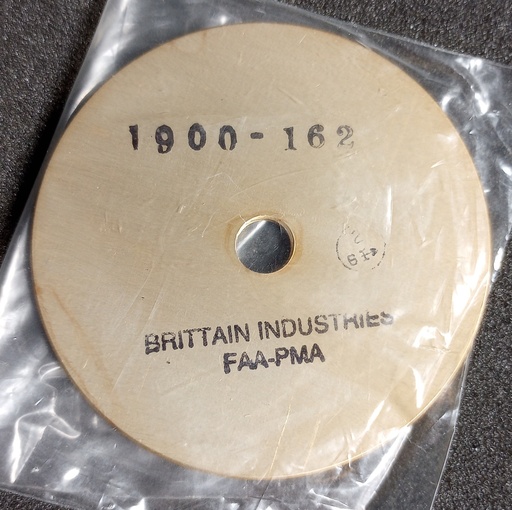 1900-162
BRITTAIN INDUSTRIES
FAA-PMA